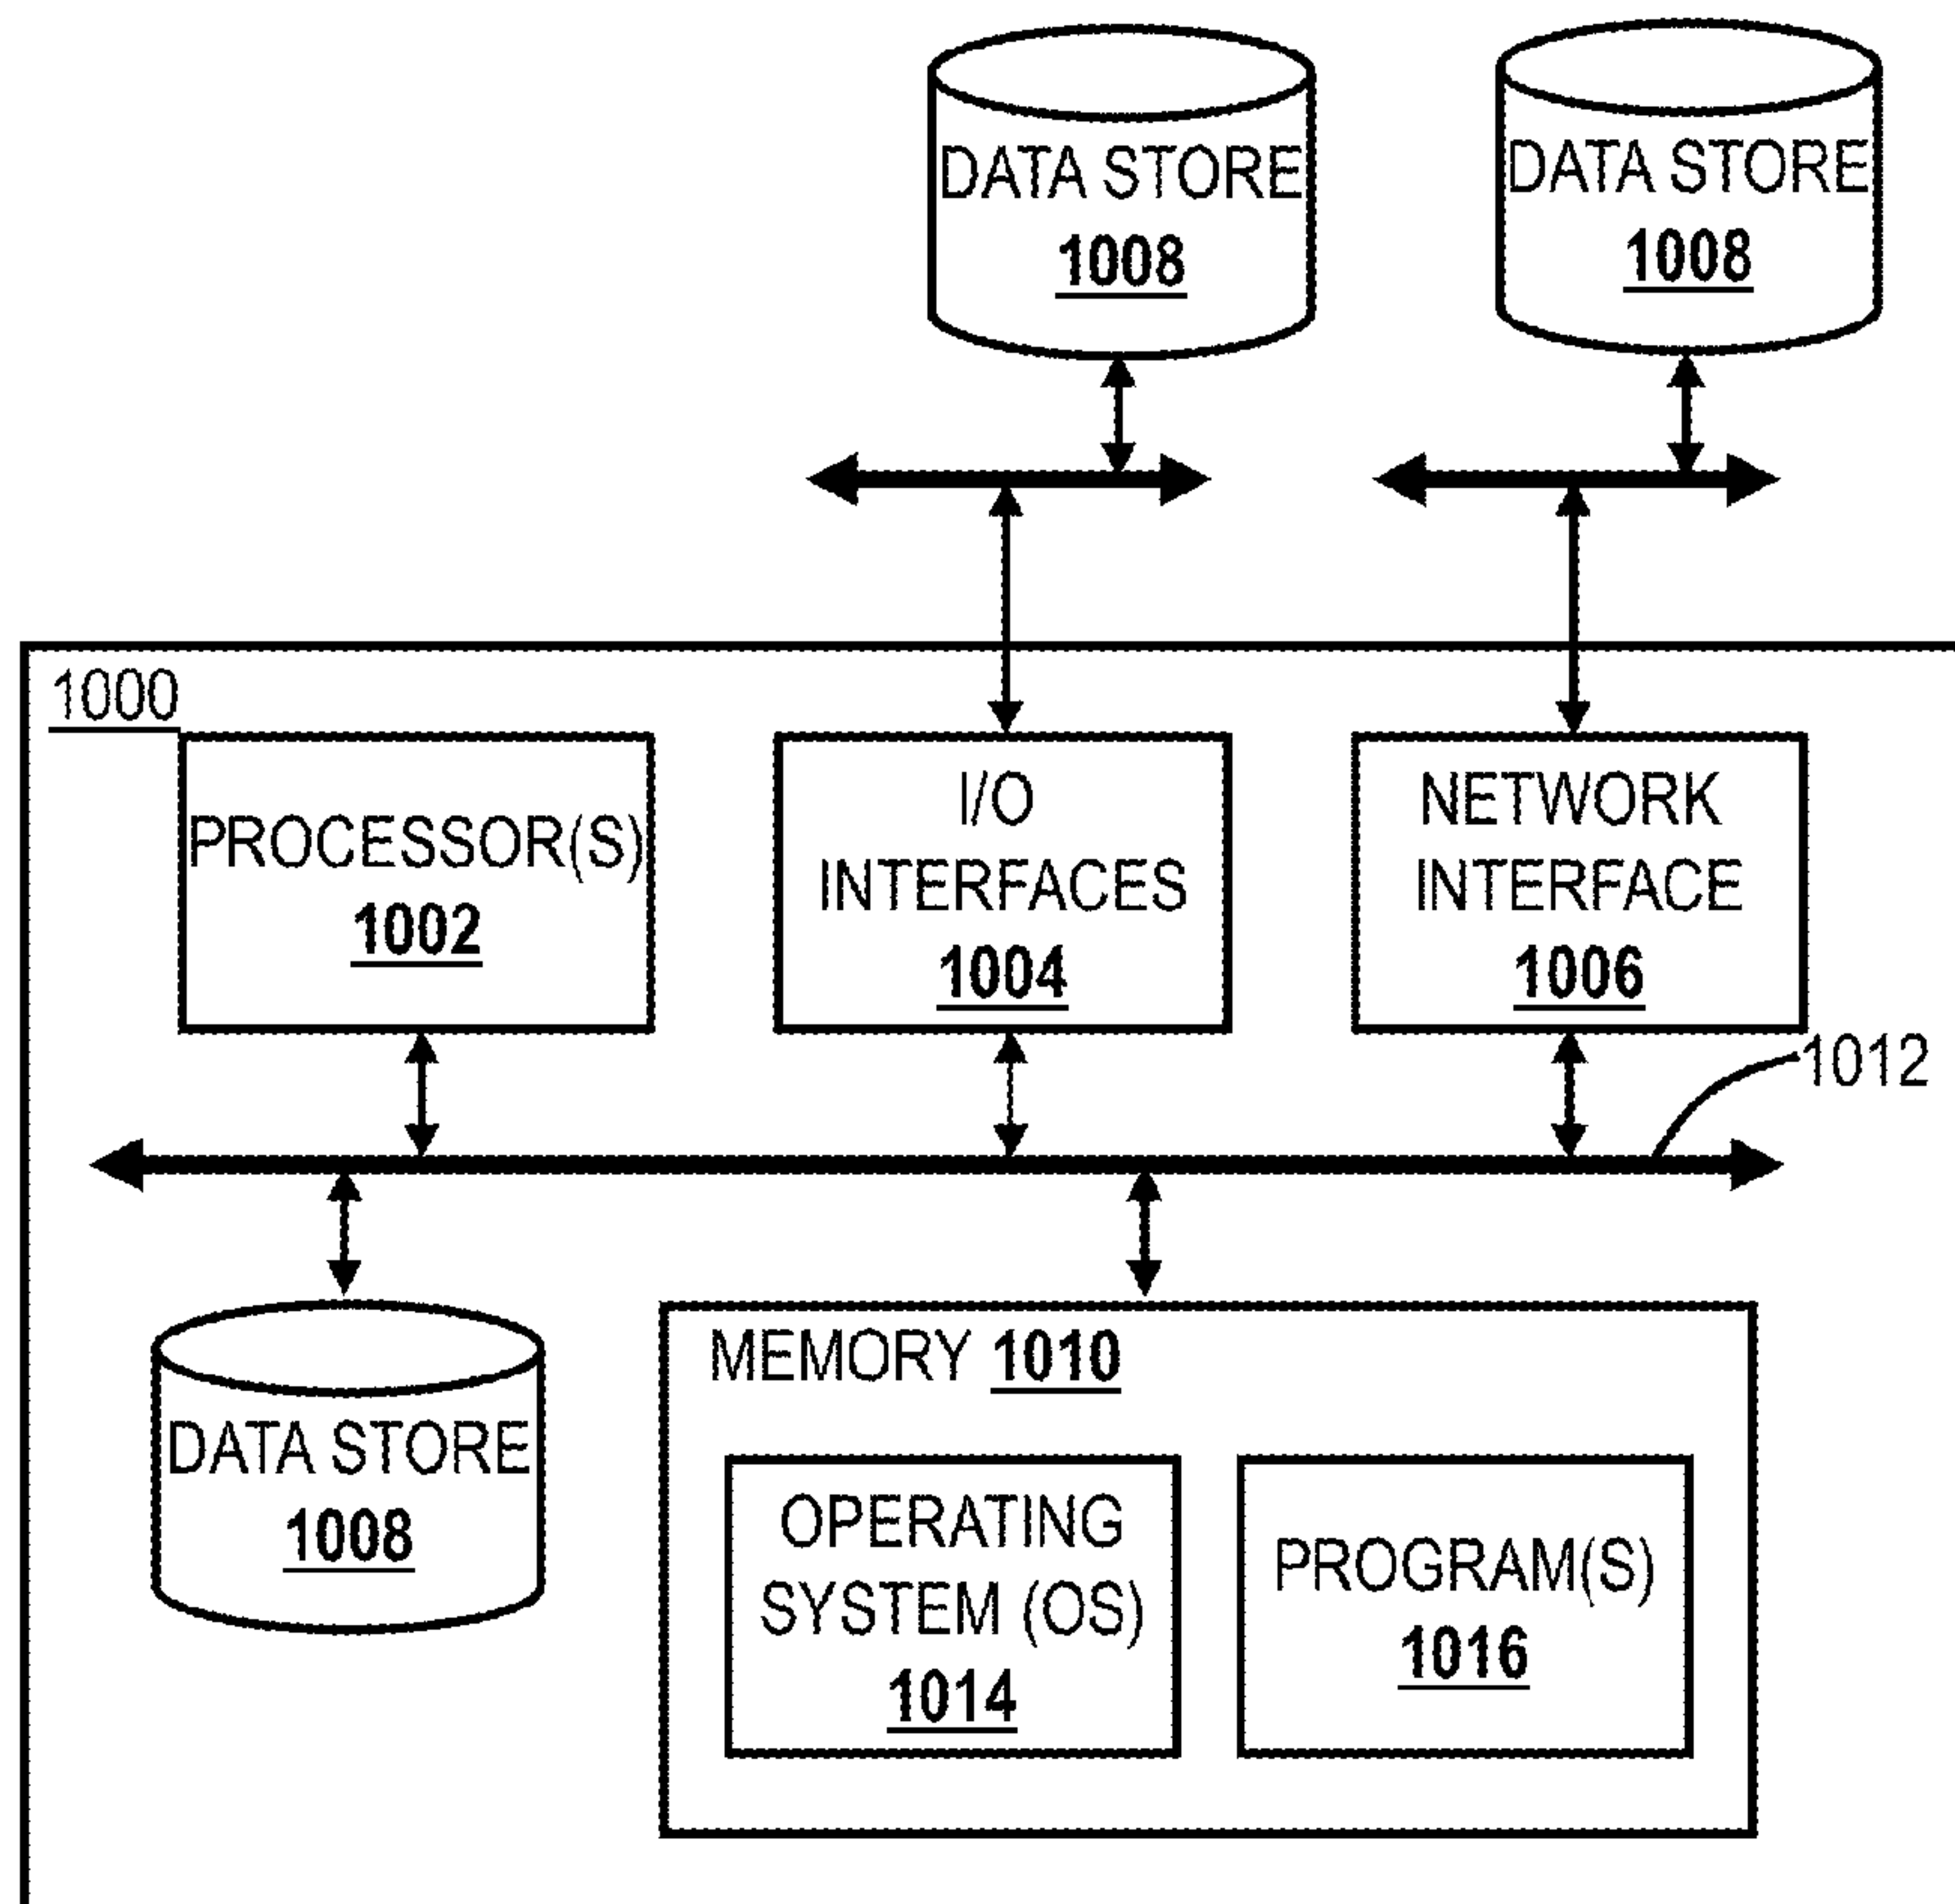 DATA STORE
1008
DATA STORE
1008
1000
PROCESSOR(S)
1002
I/O
INTERFACES
1004
NETWORK
INTERFACE
1006
1012
DATA STORE
1008
MEMORY 1010
OPERATING
SYSTEM (OS)
1014
PROGRAM(S)
1016